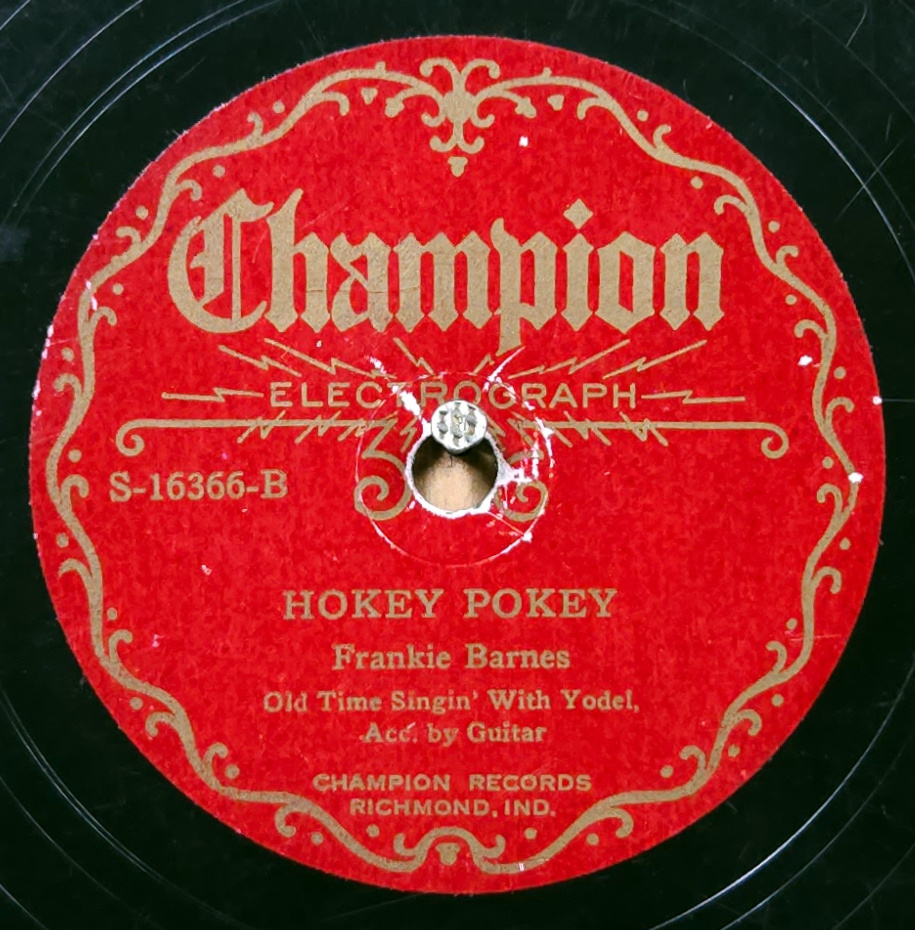 Champion
ELECTROGRAPH
S-16366-B
HOKEY POKEY
Frankie Barnes
Old Time Singin' With Yodel,
Acc. by Guitar
CHAMPION RECORDS
RICHMOND, IND.